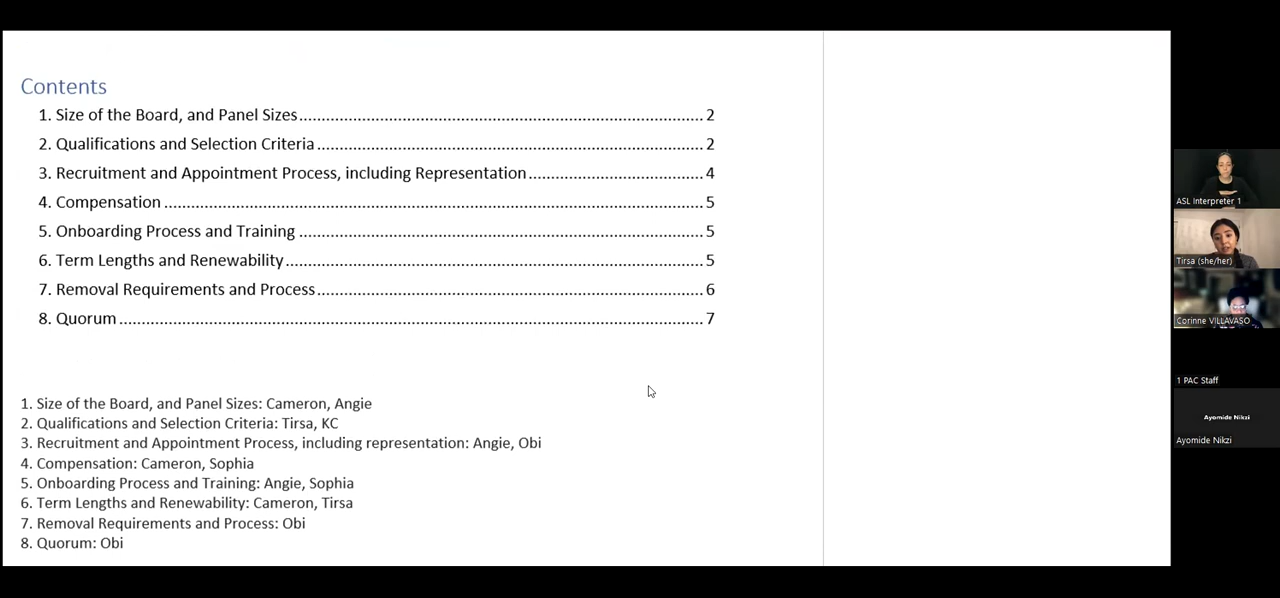 Contents
1. Size of the Board, and Panel Sizes........................................................................................2
2. Qualifications and Selection Criteria....................................................................................2
3. Recruitment and Appointment Process, including Representation........................................4
4. Compensation....................................................................................................................5
5. Onboarding Process and Training........................................................................................5
6. Term Lengths and Renewability...........................................................................................5
7. Removal Requirements and Process....................................................................................6
8. Quorum..............................................................................................................................7
1. Size of the Board, and Panel Sizes: Cameron, Angie
2. Qualifications and Selection Criteria: Tirsa, KC
3. Recruitment and Appointment Process, including representation: Angie, Obi
4. Compensation: Cameron, Sophia
5. Onboarding Process and Training: Angie, Sophia
6. Term Lengths and Renewability: Cameron, Tirsa
7. Removal Requirements and Process: Obi
8. Quorum: Obi
ASL Interpreter 1
Tirsa (she/her)
Corinne VILLAVASO
1 PAC Staff
Ayomide Nikzi
Ayomide Nikzi